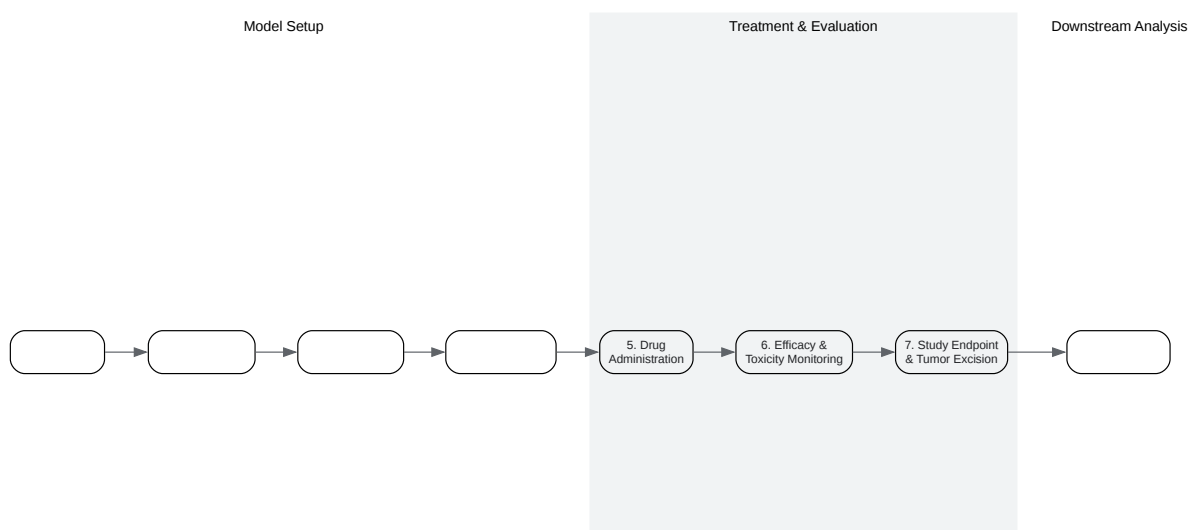 Model Setup
Treatment & Evaluation
Downstream Analysis
5. Drug
Administration
6. Efficacy &
Toxicity Monitoring
7. Study Endpoint
& Tumor Excision